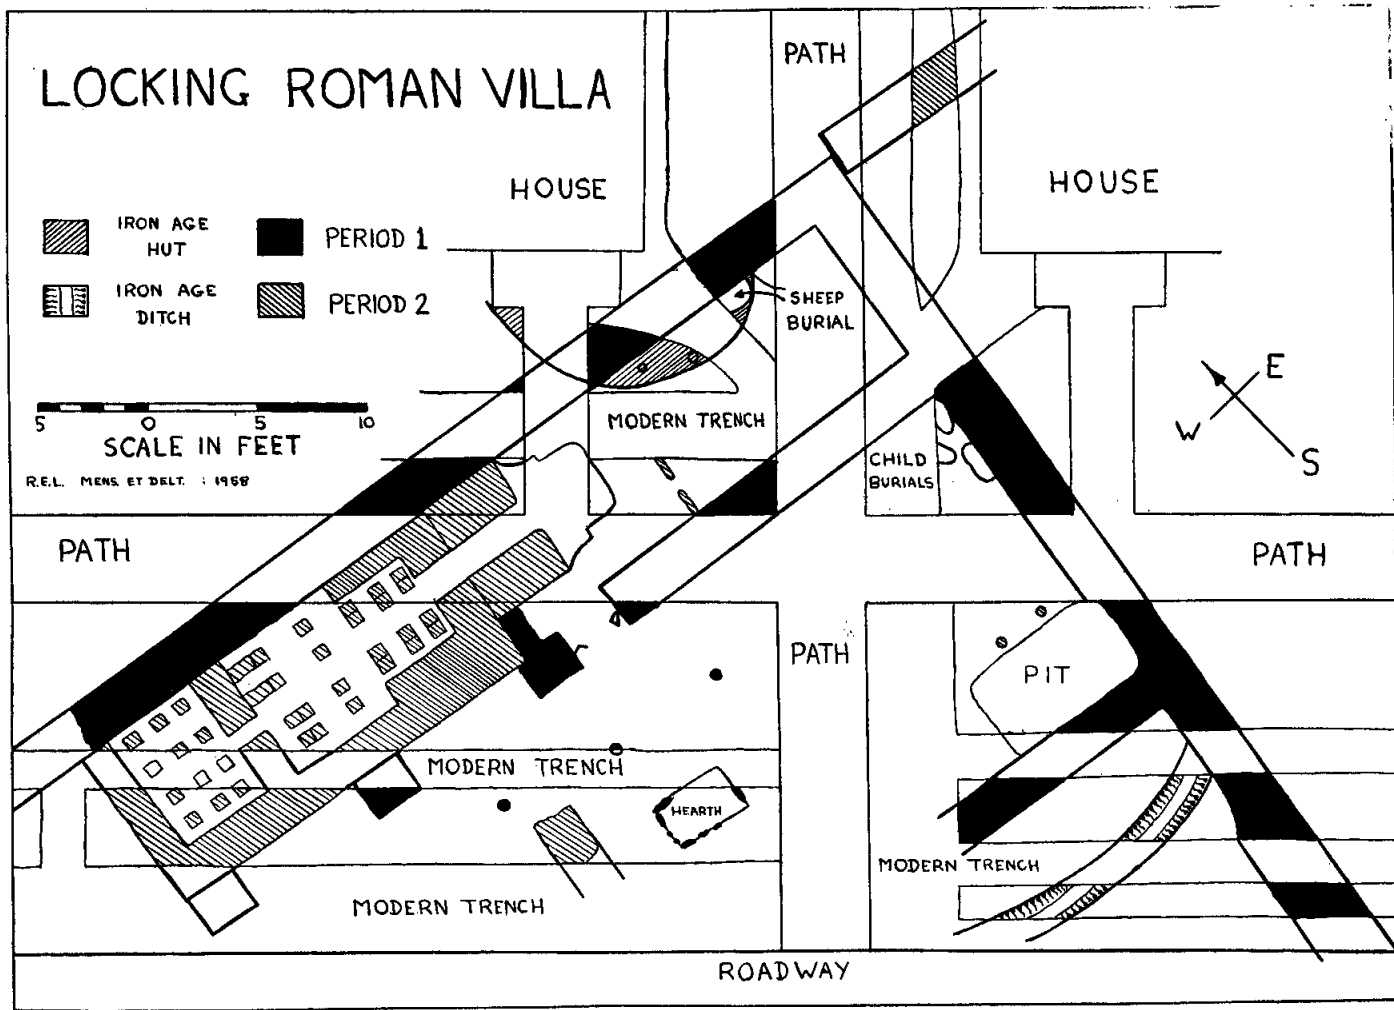 LOCKING ROMAN VILLA
PATH
HOUSE
HOUSE
IRON AGE
HUT
PERIOD 1
IRON AGE
DITCH
PERIOD 2
SHEEP
BURIAL
E
W
S
5 0 5 10
SCALE IN FEET
R.E.L. MENS. ET DELT. : 1958
MODERN TRENCH
CHILD
BURIALS
PATH
PATH
PATH
PIT
MODERN TRENCH
HEARTH
MODERN TRENCH
MODERN TRENCH
ROADWAY